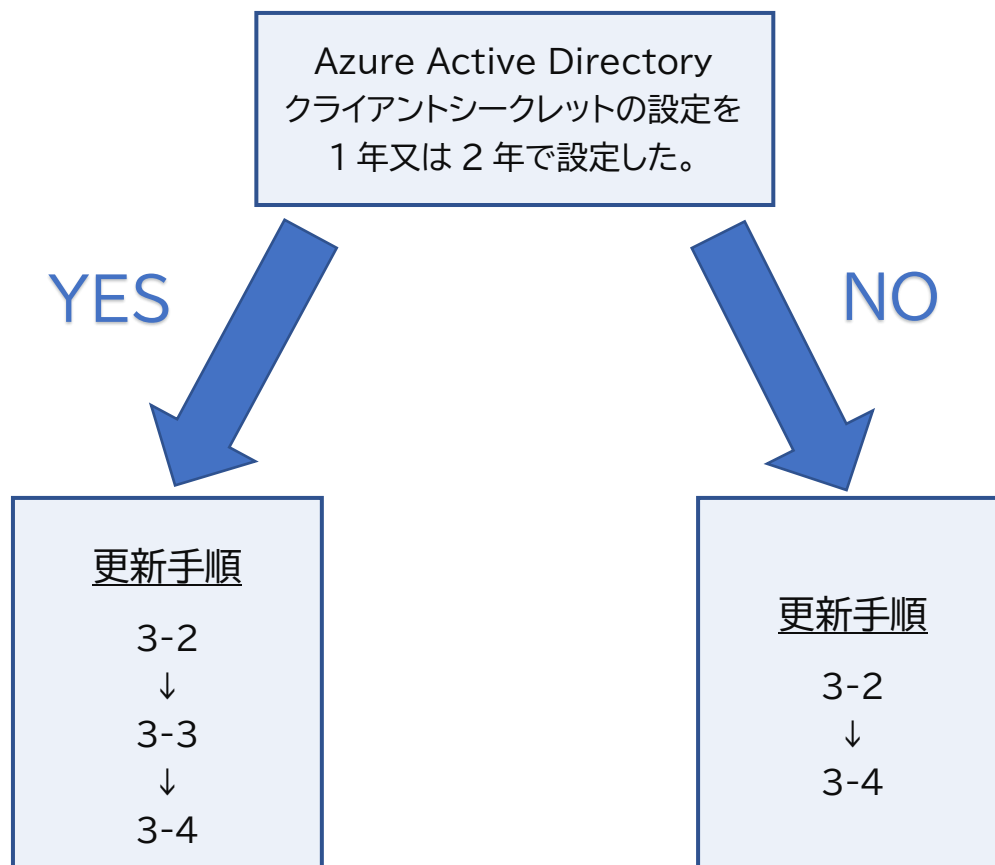 Azure Active Directory
クライアントシークレットの設定を
1 年又は 2 年で設定した。
YES
NO
更新手順
3-2
↓
3-3
↓
3-4
更新手順
3-2
↓
3-4